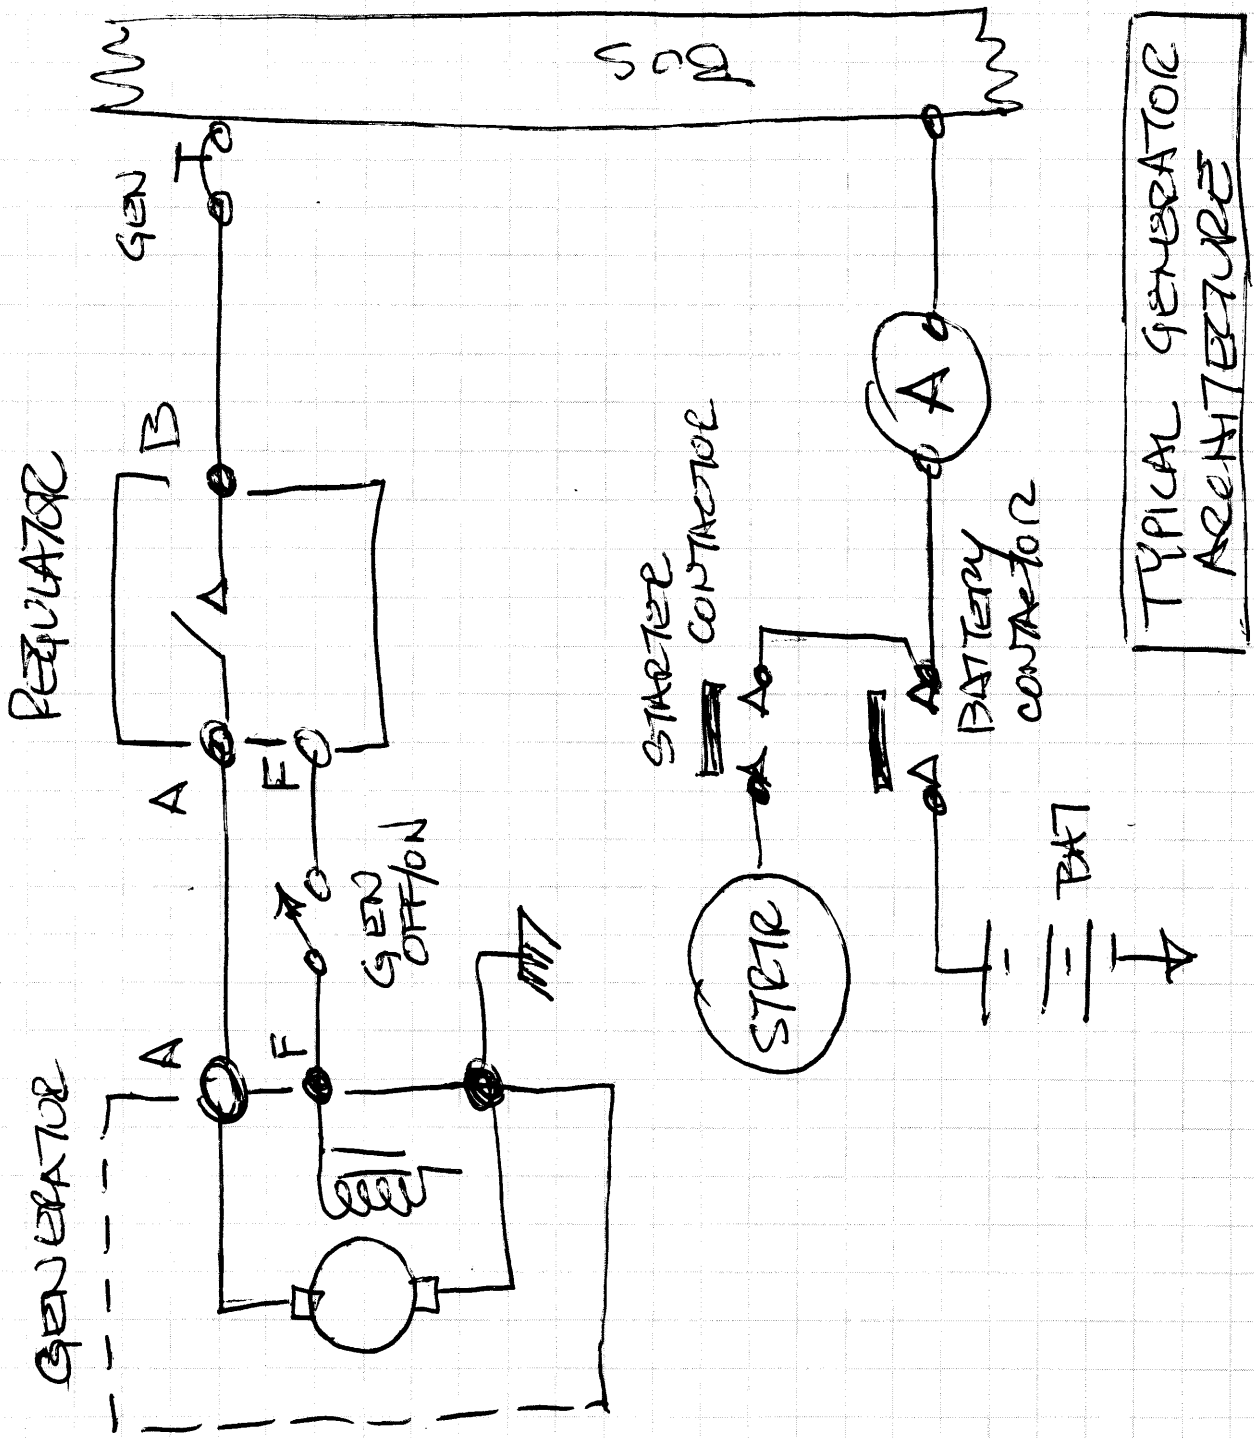 BUS
GEN
REGULATOR
B
A
F
GEN
OFF/ON
GENERATOR
A
F
STARTER
CONTACTOR
A
BATTERY
CONTACTOR
STRTR
BAT
TYPICAL GENERATOR
ARCHITECTURE